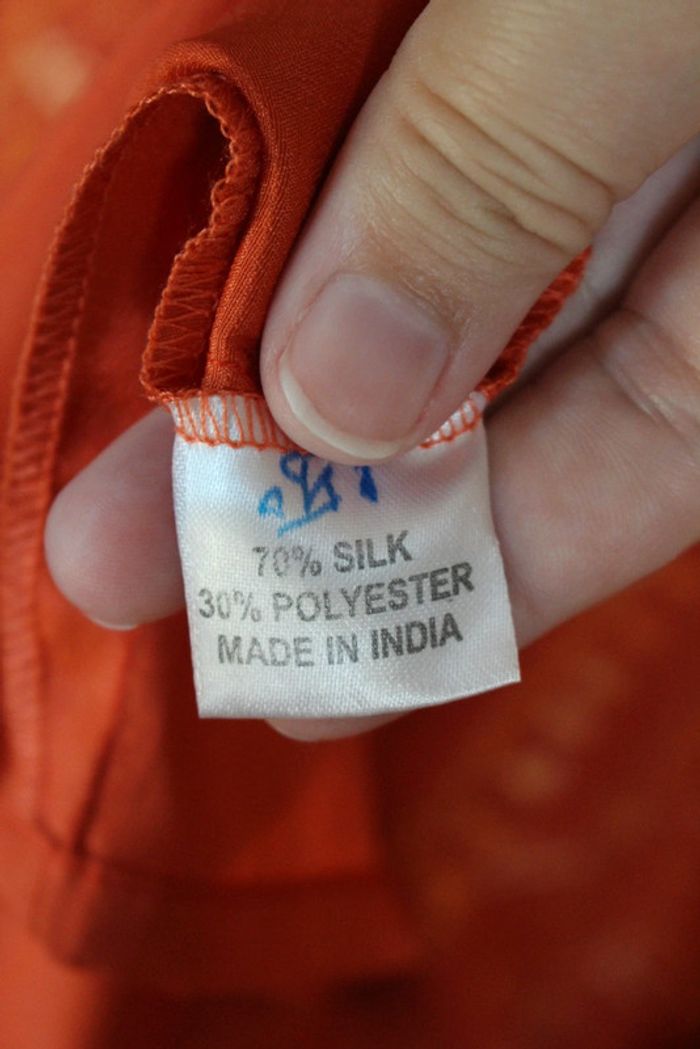 70% SILK
30% POLYESTER
MADE IN INDIA